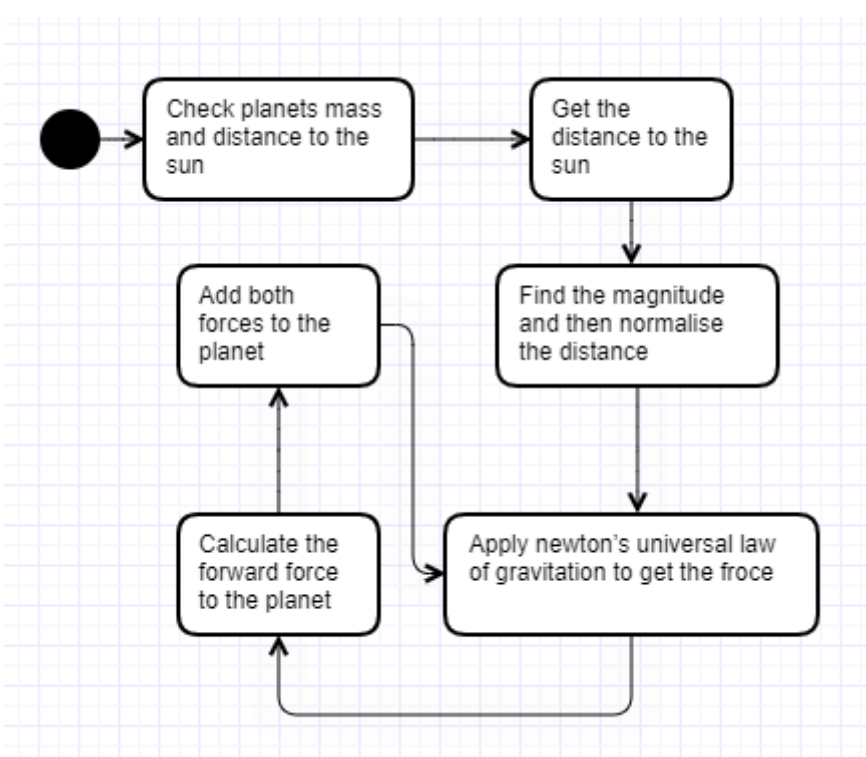 Check planets mass
and distance to the
sun
Get the
distance to the
sun
Find the magnitude
and then normalise
the distance
Apply newton’s universal law
of gravitation to get the froce
Calculate the
forward force
to the planet
Add both
forces to the
planet